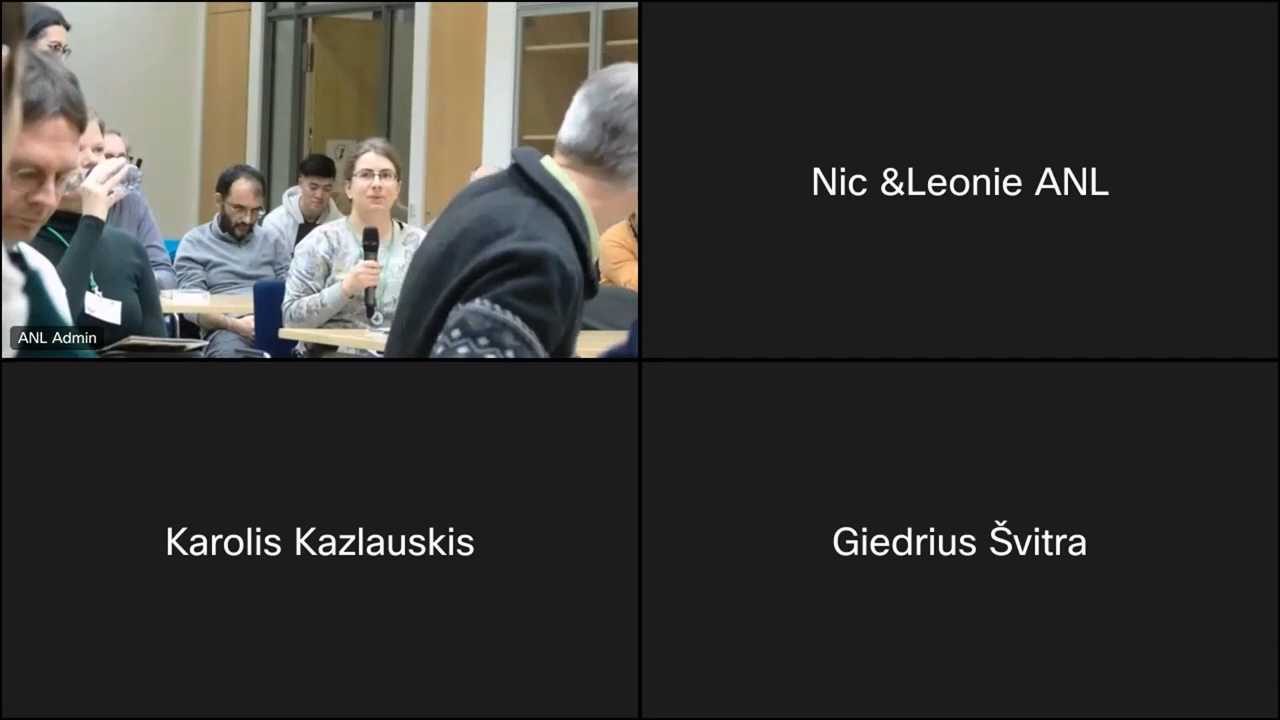 Nic &Leonie ANL
ANL Admin
Karolis Kazlauskis
Giedrius Švitra